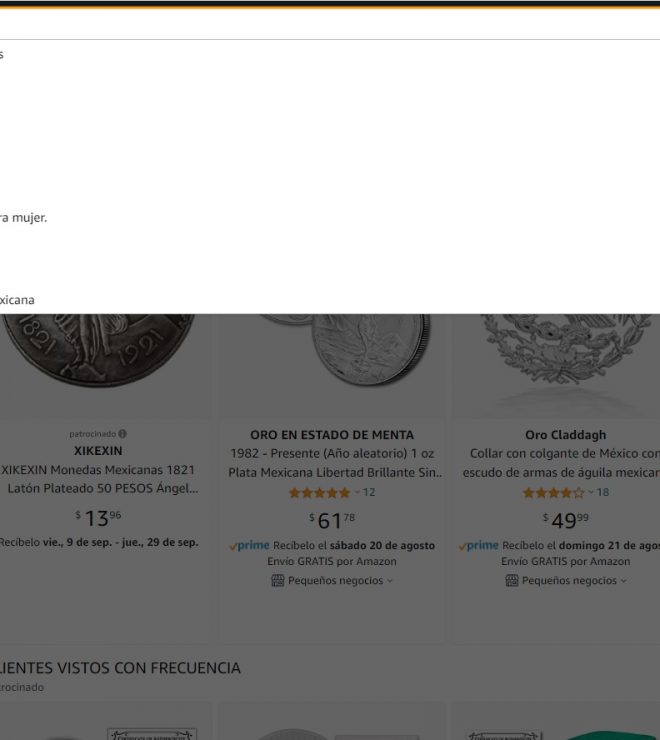 s
ra mujer.
xicana
1821
1921
patrocinado
XIKEXIN
XIKEXIN Monedas Mexicanas 1821
Latón Plateado 50 PESOS Ángel...
$13.96
Recíbelo vie., 9 de sep. - jue., 29 de sep.
ORO EN ESTADO DE MENTA
1982 - Presente (Año aleatorio) 1 oz
Plata Mexicana Libertad Brillante Sin..
12
$61.78
prime Recíbelo el sábado 20 de agosto
Envío GRATIS por Amazon
Pequeños negocios
Oro Claddagh
Collar con colgante de México con
escudo de armas de águila mexican
18
$49.99
prime Recíbelo el domingo 21 de agos
Envío GRATIS por Amazon
Pequeños negocios
LIENTES VISTOS CON FRECUENCIA
trocinado